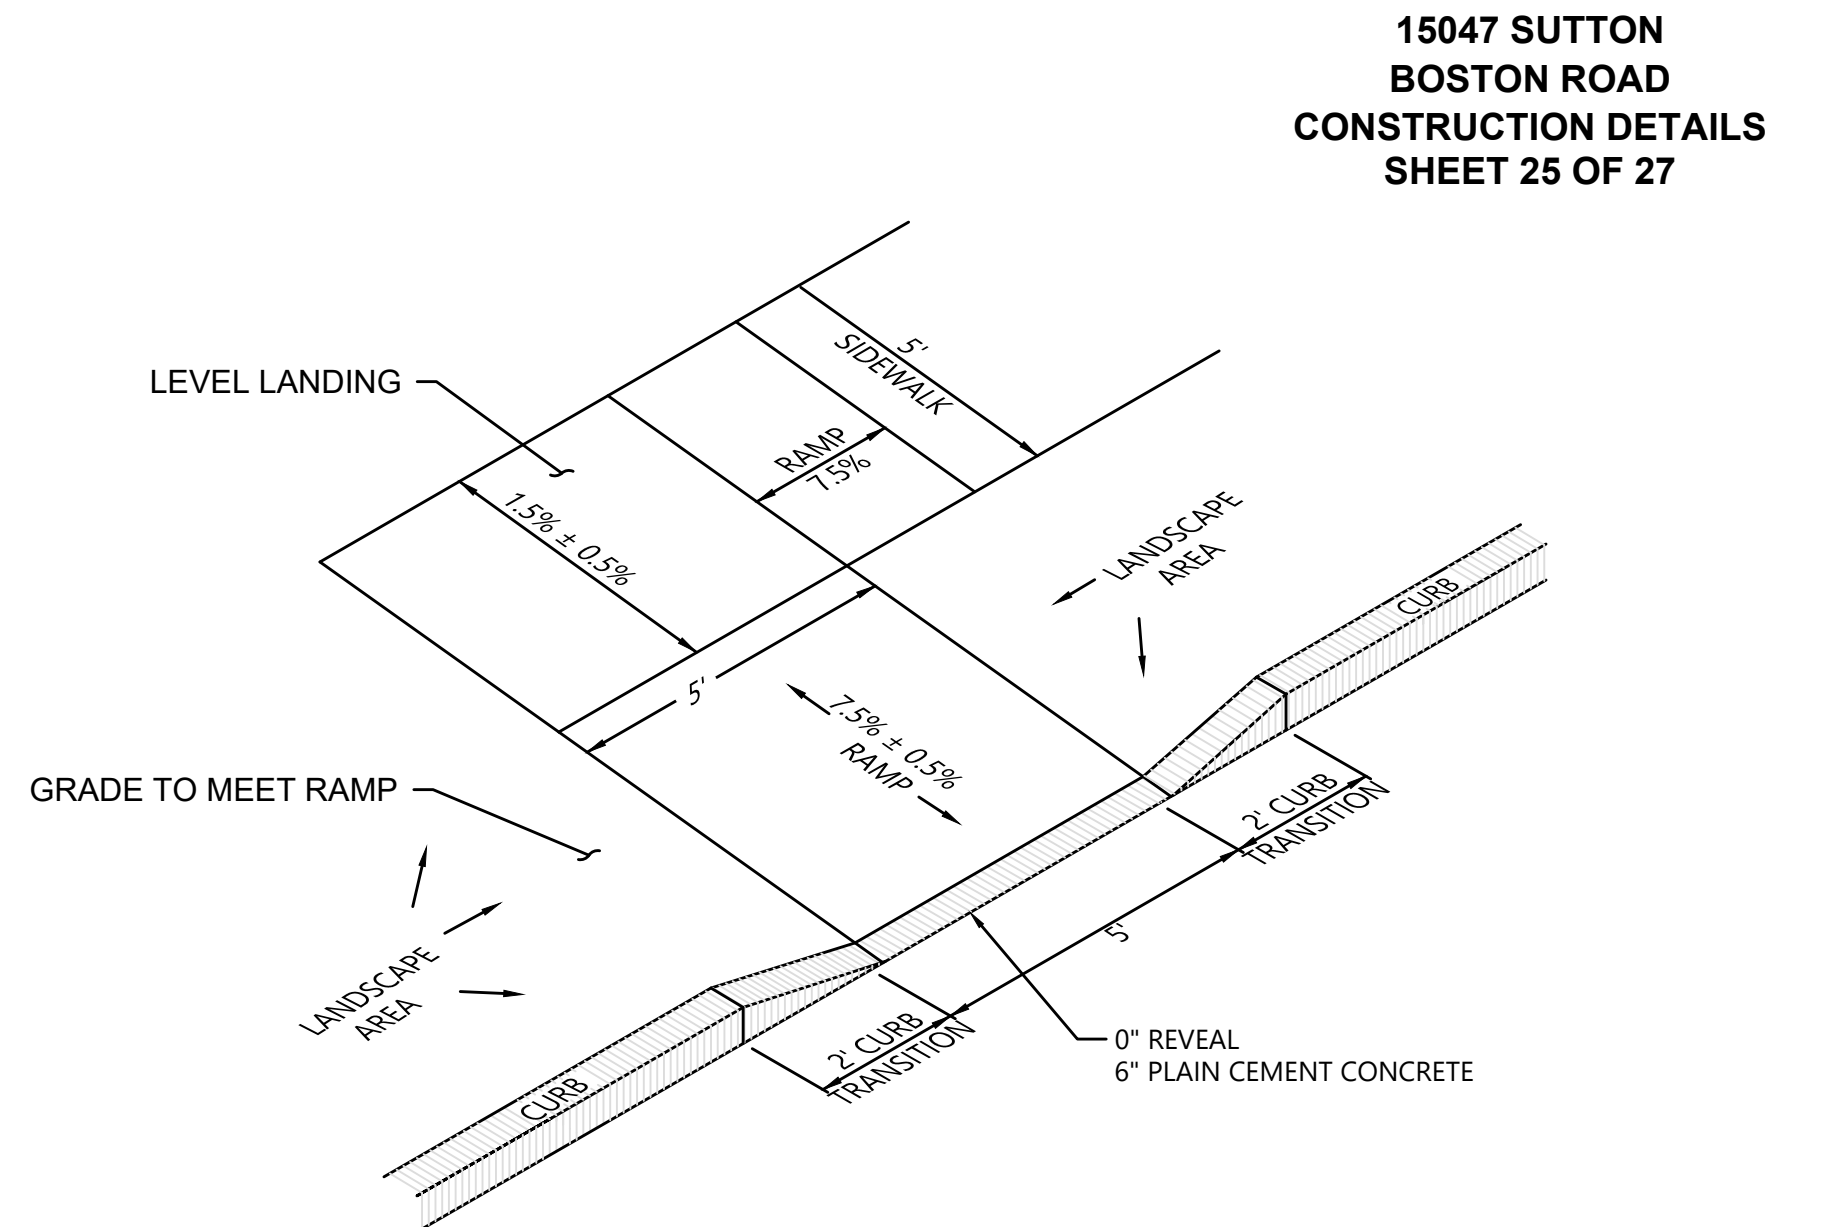 15047 SUTTON
BOSTON ROAD
CONSTRUCTION DETAILS
SHEET 25 OF 27
5'
SIDEWALK
LEVEL LANDING
RAMP
7.5%
1.5% ± 0.5%
LANDSCAPE
AREA
CURB
5'
7.5% ± 0.5%
RAMP
GRADE TO MEET RAMP
2' CURB
TRANSITION
5'
LANDSCAPE
AREA
2' CURB
TRANSITION
0" REVEAL
6" PLAIN CEMENT CONCRETE
CURB